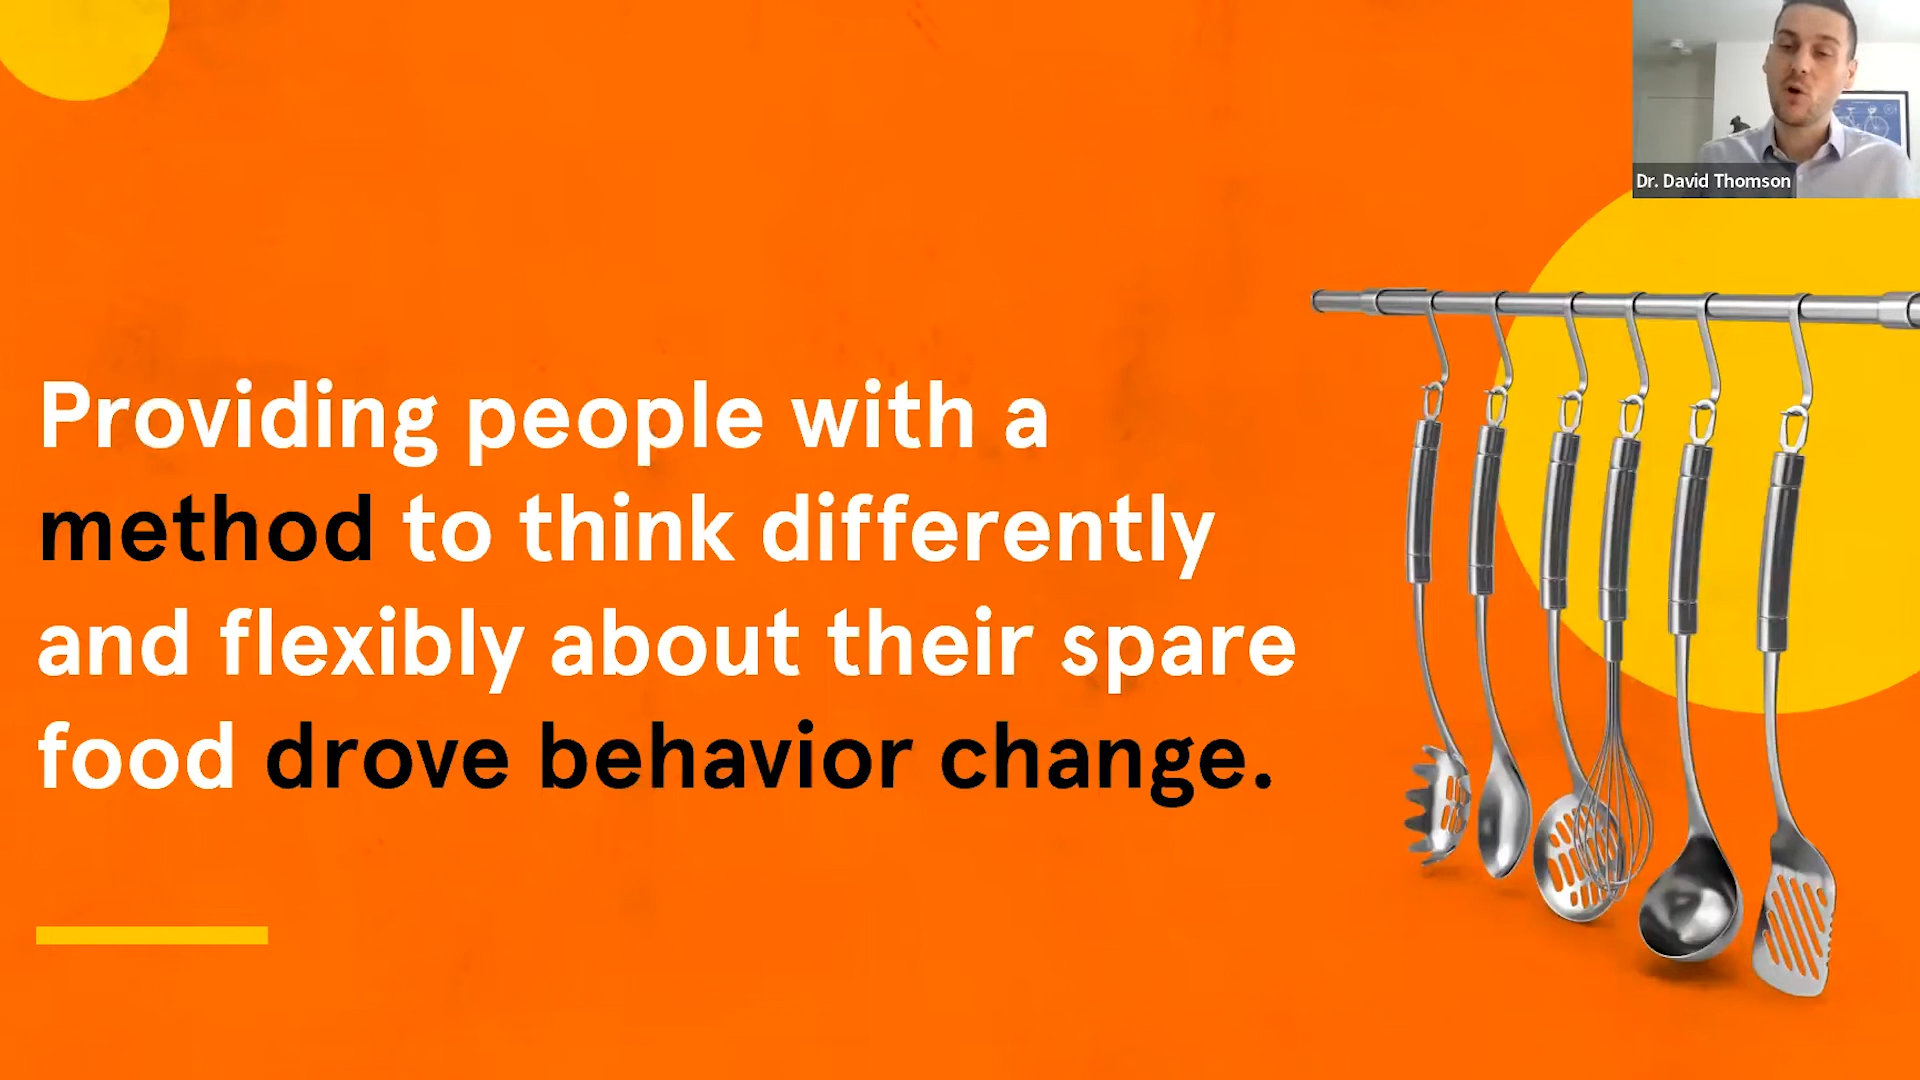 Dr. David Thomson
Providing people with a
method to think differently
and flexibly about their spare
food drove behavior change.